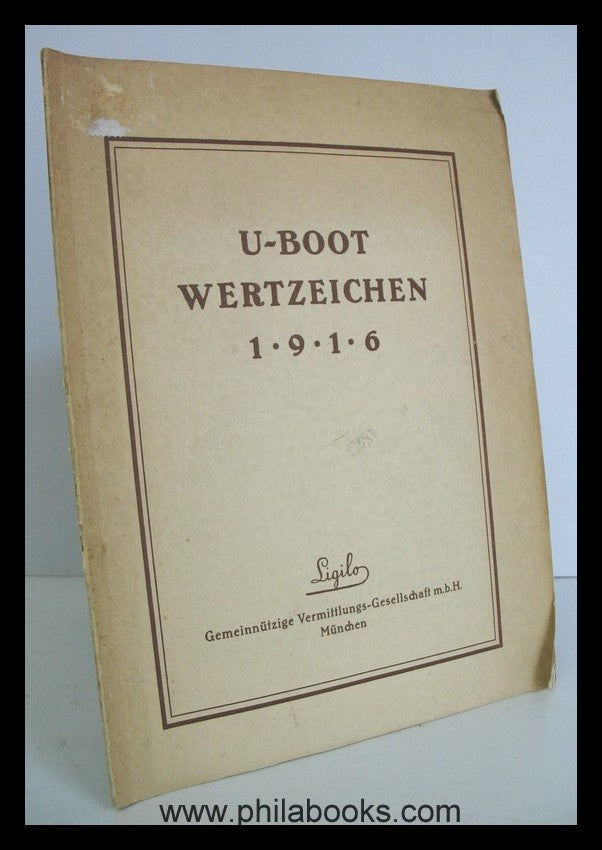 U-BOOT
WERTZEICHEN
1·9·1·6
Ligilo
Gemeinnützige Vermittlungs-Gesellschaft m.b.H.
München
www.philabooks.com